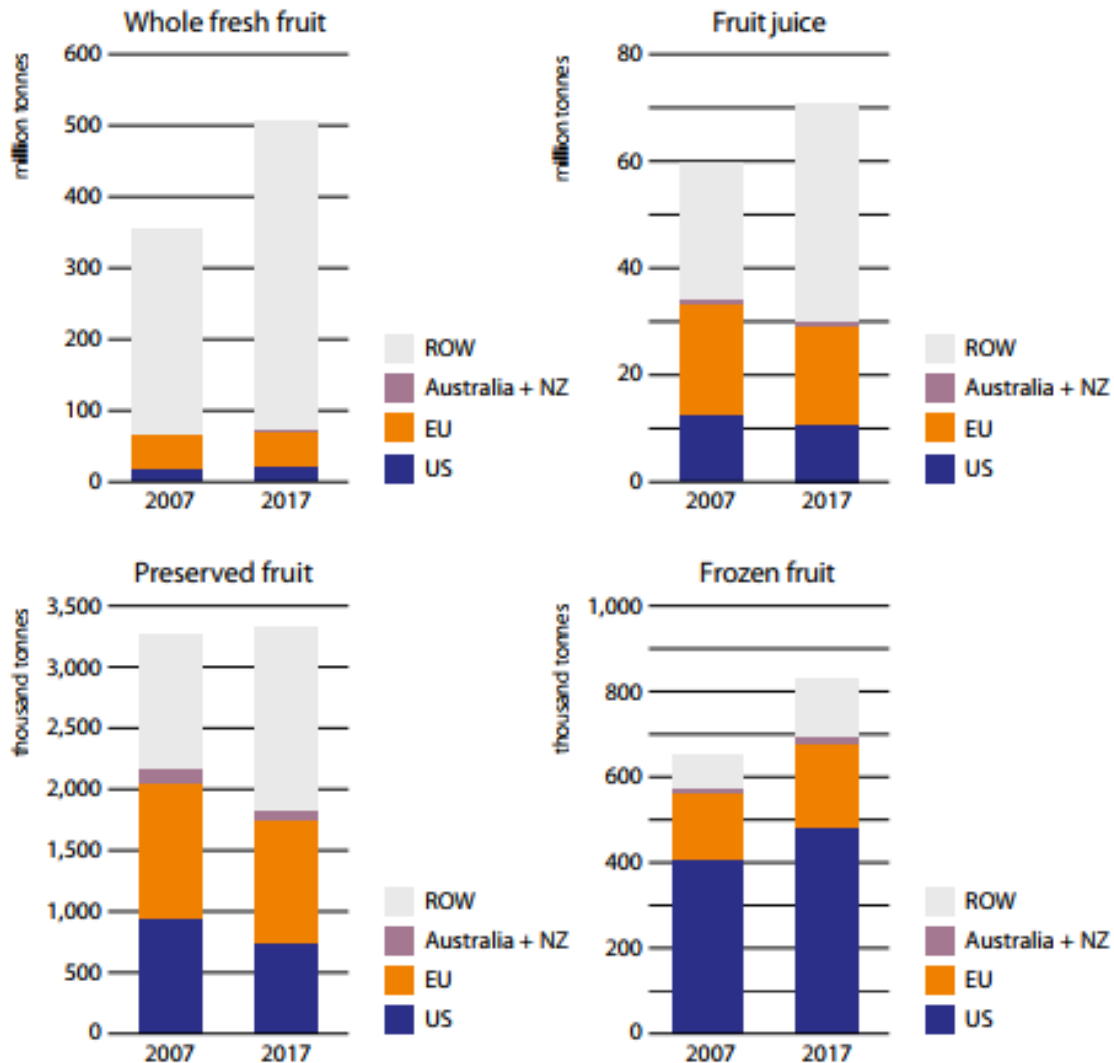 Whole fresh fruit
million tonnes
600
500
400
300
200
100
0
2007 2017
ROW
Australia + NZ
EU
US
Fruit juice
million tonnes
80
60
40
20
0
2007 2017
ROW
Australia + NZ
EU
US
Preserved fruit
thousand tonnes
3,500
3,000
2,500
2,000
1,500
1,000
500
0
2007 2017
ROW
Australia + NZ
EU
US
Frozen fruit
thousand tonnes
1,000
800
600
400
200
0
2007 2017
ROW
Australia + NZ
EU
US